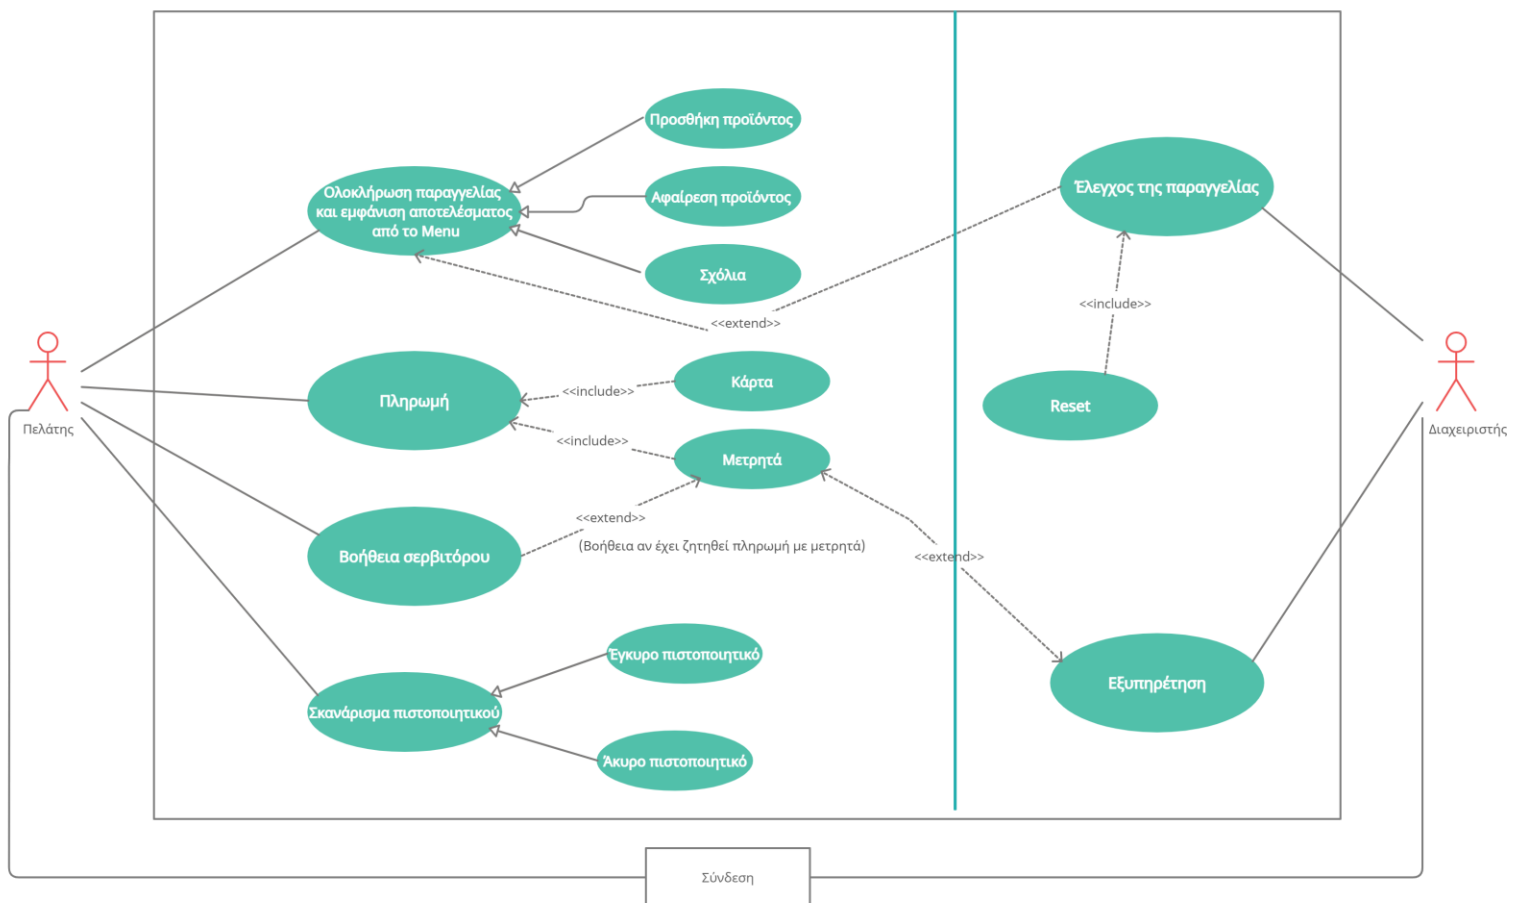 Προσθήκη προϊόντος
Ολοκλήρωση παραγγελίας
και εμφάνιση αποτελέσματος
από το Menu
Αφαίρεση προϊόντος
Σχόλια
Έλεγχος της παραγγελίας
<<extend>>
<<include>>
Πληρωμή
<<include>>
Κάρτα
<<include>>
Μετρητά
Reset
Πελάτης
Διαχειριστής
<<extend>>
(Βοήθεια αν έχει ζητηθεί πληρωμή με μετρητά)
Βοήθεια σερβιτόρου
<<extend>>
Έγκυρο πιστοποιητικό
Σκανάρισμα πιστοποιητικού
Άκυρο πιστοποιητικό
Εξυπηρέτηση
Σύνδεση